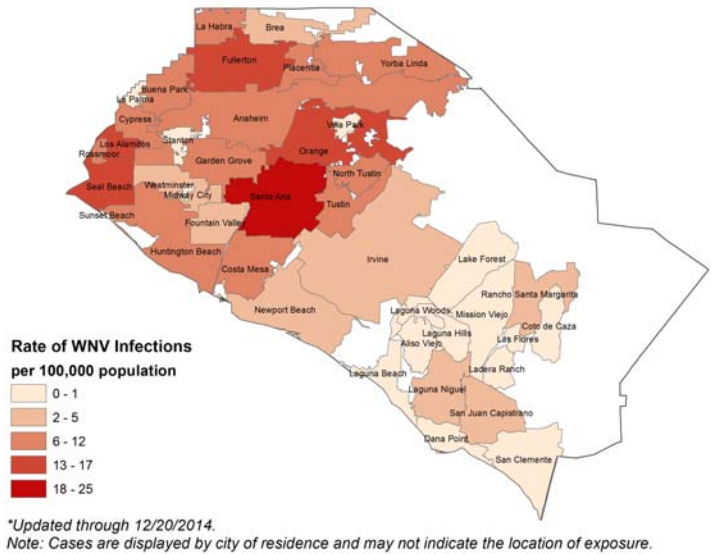 La Habra
Brea
Fullerton
Placentia
Yorba Linda
Buena Park
La Palma
Anaheim
Cypress
Stanton
Villa Park
Los Alamitos
Rossmoor
Orange
Garden Grove
North Tustin
Seal Beach
Westminster
Midway City
Santa Ana
Tustin
Sunset Beach
Fountain Valley
Huntington Beach
Costa Mesa
Irvine
Lake Forest
Newport Beach
Rancho Santa Margarita
Laguna Woods
Mission Viejo
Coto de Caza
Laguna Hills
Las Flores
Aliso Viejo
Laguna Beach
Ladera Ranch
Laguna Niguel
San Juan Capistrano
Dana Point
San Clemente
Rate of WNV Infections
per 100,000 population
0 - 1
2 - 5
6 - 12
13 - 17
18 - 25
*Updated through 12/20/2014.
Note: Cases are displayed by city of residence and may not indicate the location of exposure.